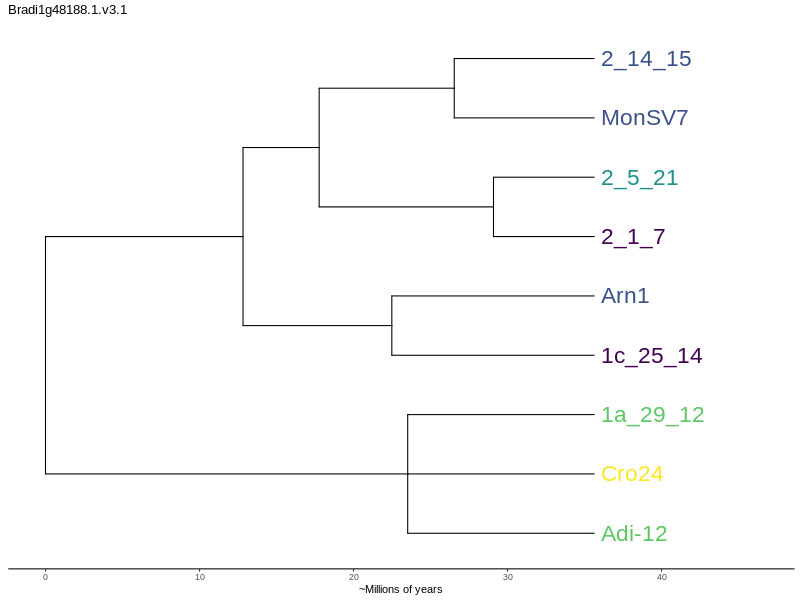 Bradi1g48188.1.v3.1
2_14_15
MonSV7
2_5_21
2_1_7
Arn1
1c_25_14
1a_29_12
Cro24
Adi-12
0 10 20 30 40
~Millions of years